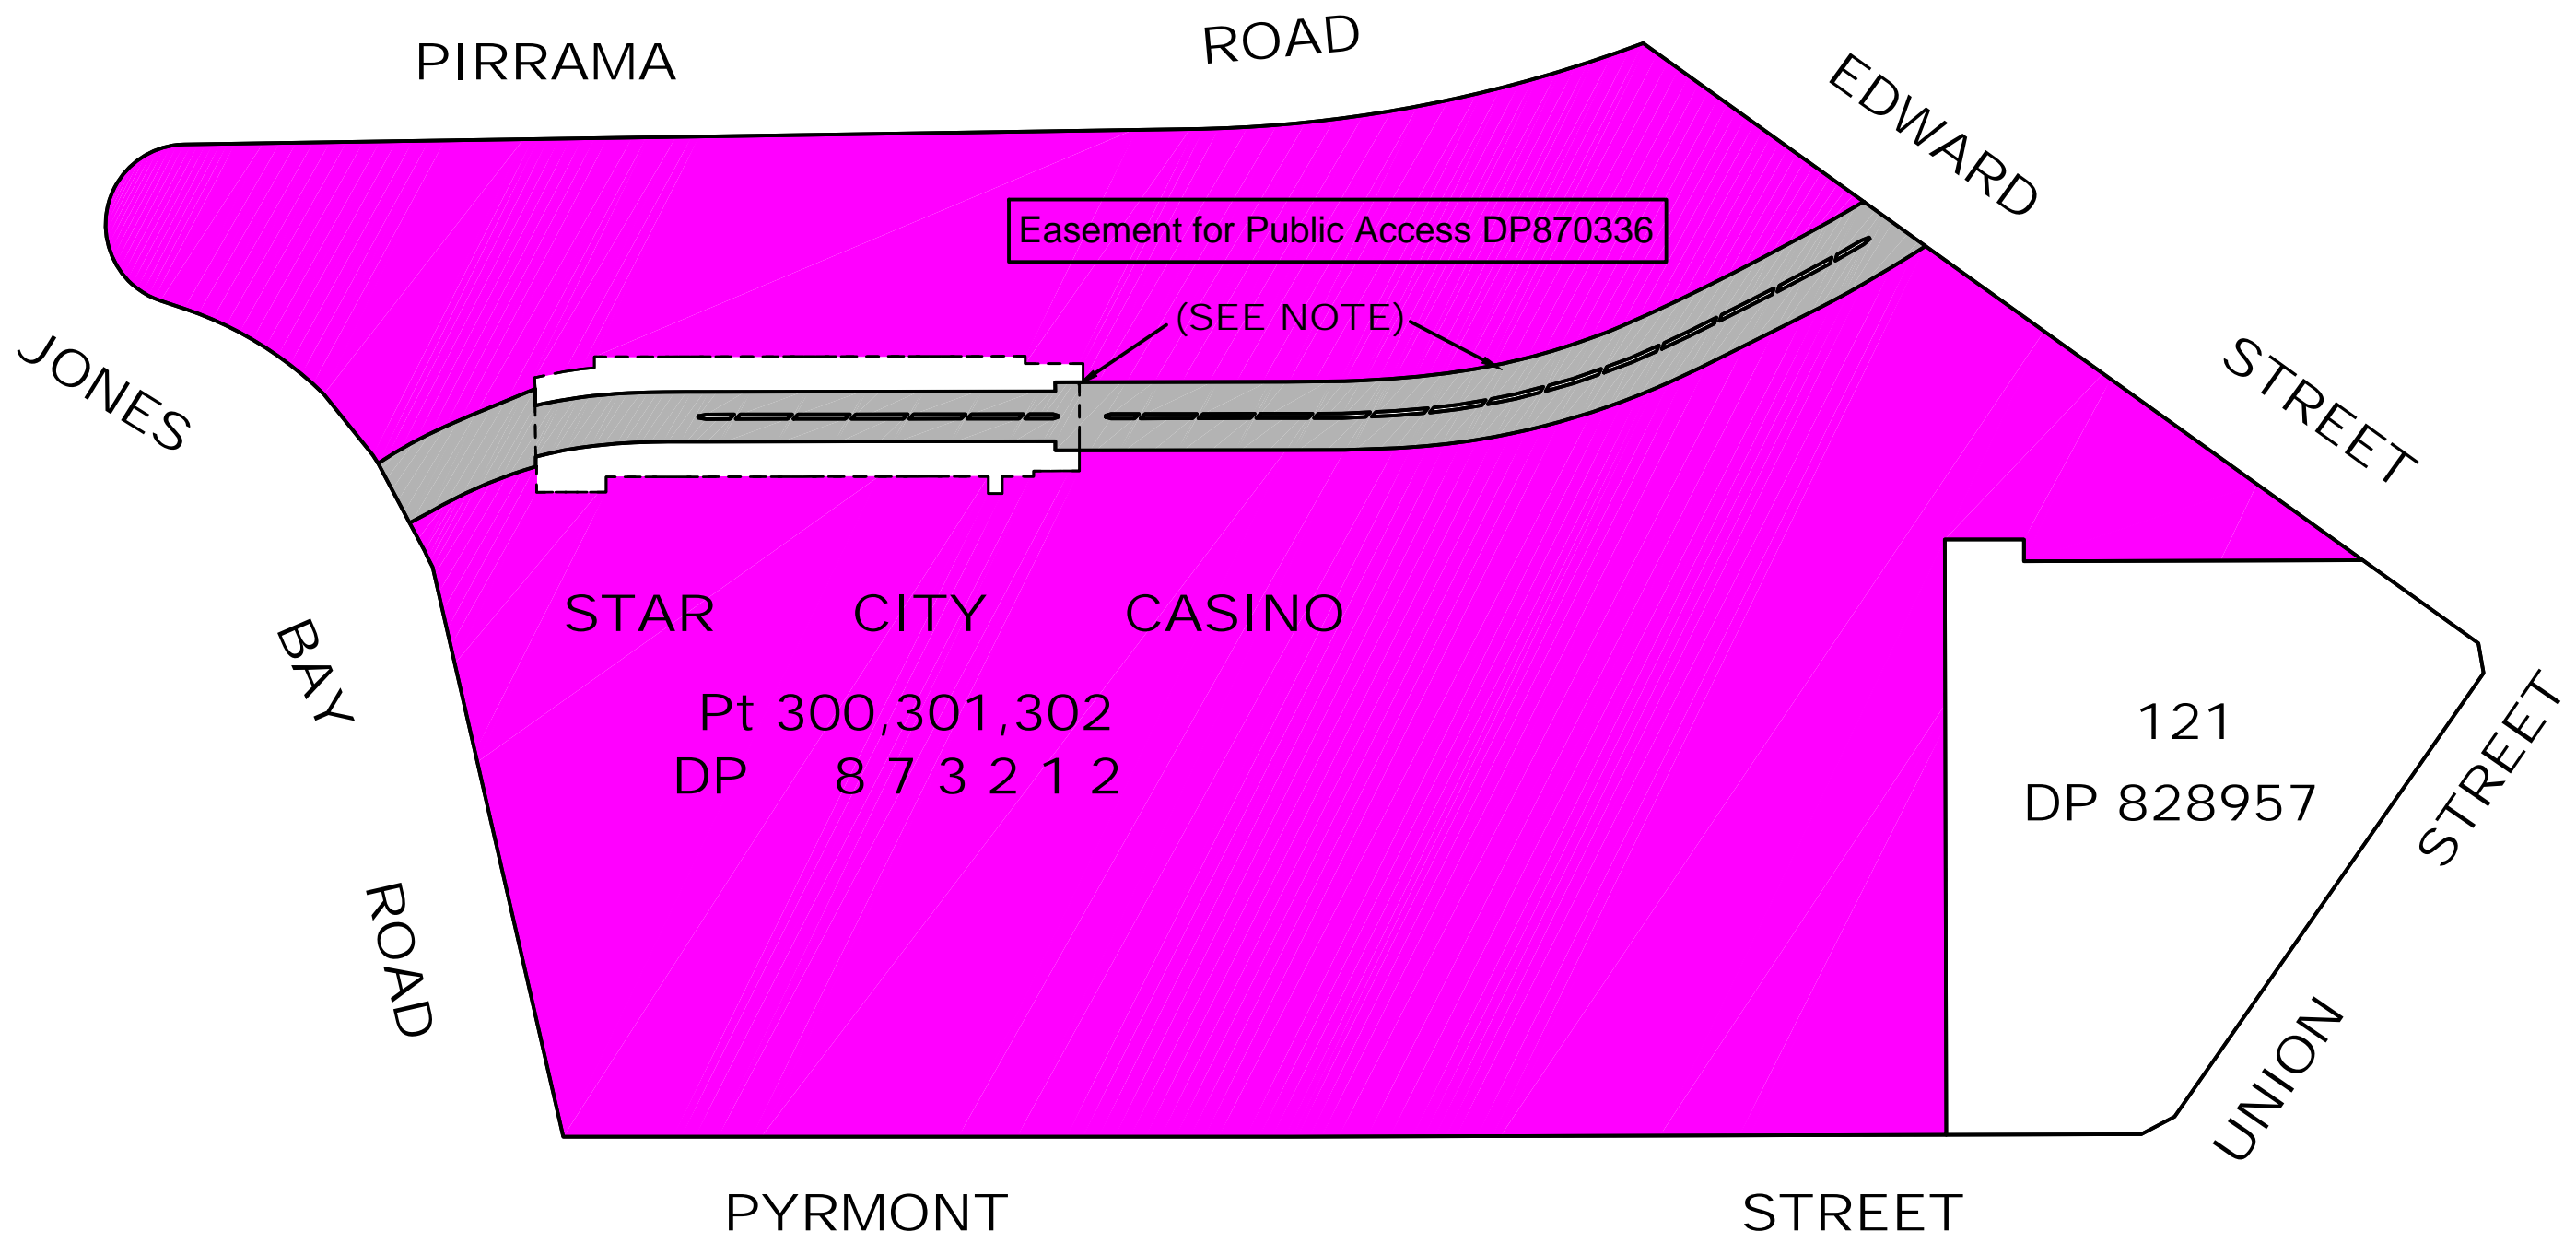 PIRRAMA ROAD
EDWARD STREET
Easement for Public Access DP870336
(SEE NOTE)
JONES BAY ROAD
STAR CITY CASINO
Pt 300,301,302
DP 8 7 3 2 1 2
121
DP 828957
UNION STREET
PYRMONT STREET